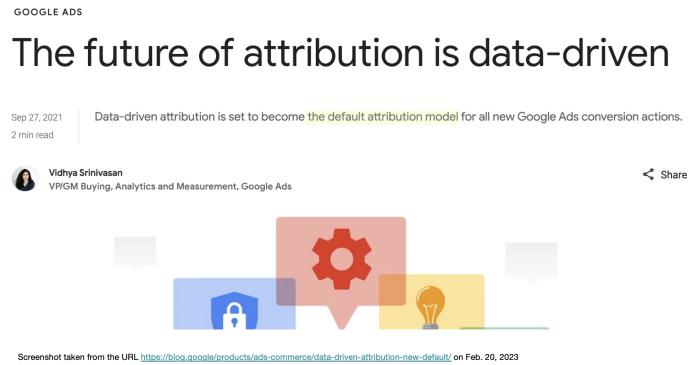 GOOGLE ADS
The future of attribution is data-driven
Sep 27, 2021
2 min read
Data-driven attribution is set to become the default attribution model for all new Google Ads conversion actions.
Vidhya Srinivasan
VP/GM Buying, Analytics and Measurement, Google Ads
Share
Screenshot taken from the URL https://blog.google/products/ads-commerce/data-driven-attribution-new-default/ on Feb. 20, 2023